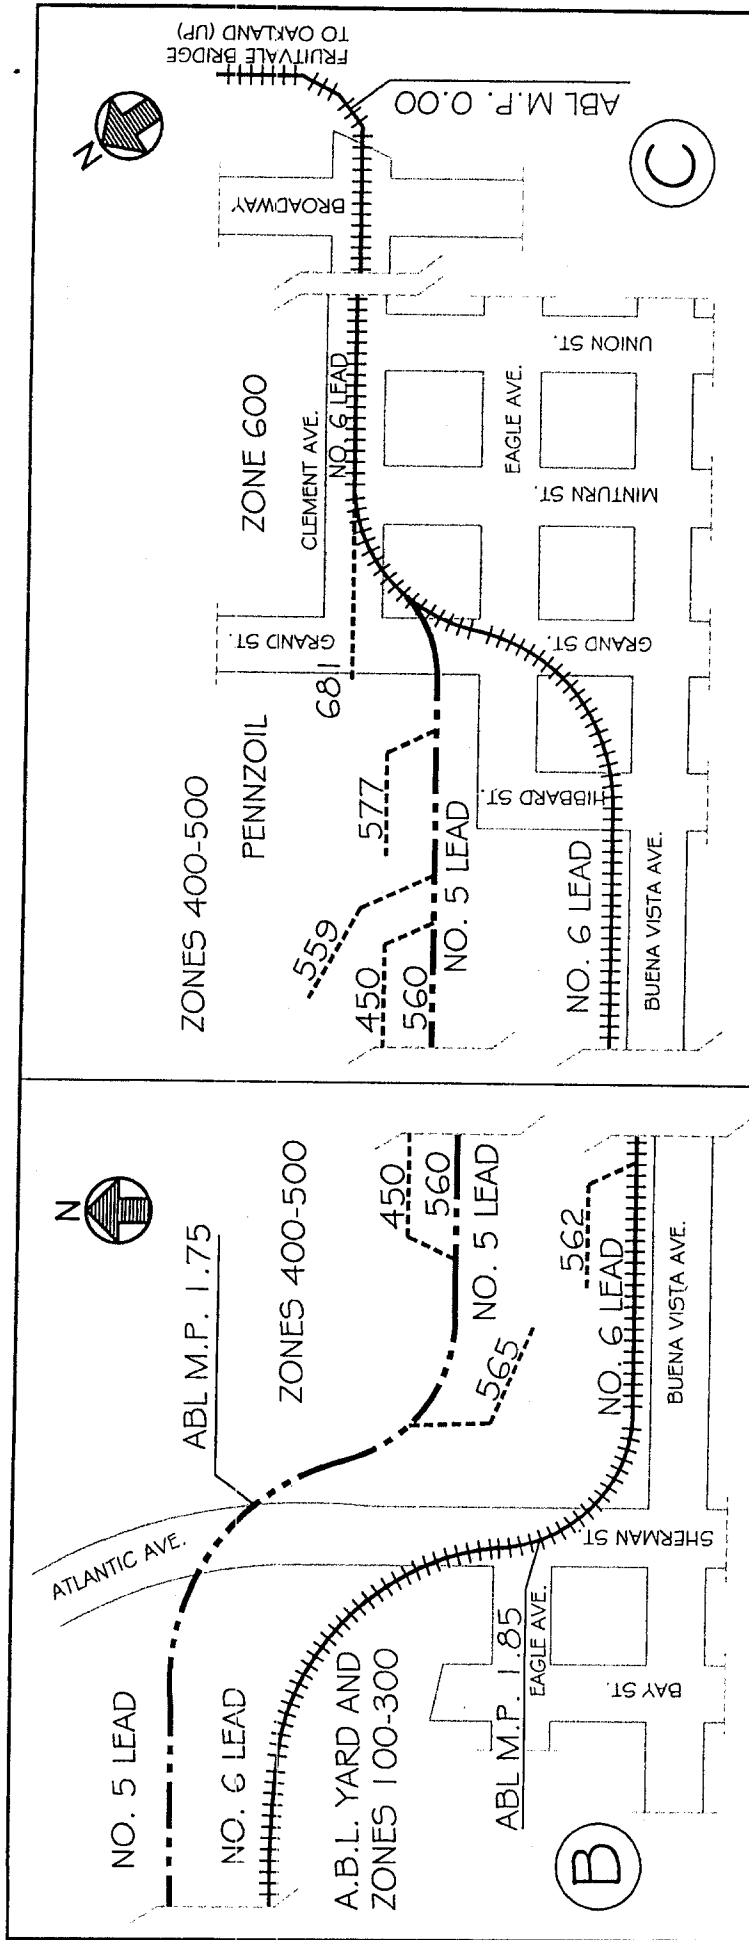 N
ABL M.P. 1.75
ATLANTIC AVE.
NO. 5 LEAD
NO. 6 LEAD
A.B.L. YARD AND
ZONES 100-300
ZONES 400-500
450
560
NO. 5 LEAD
565
562
NO. 6 LEAD
BUENA VISTA AVE.
SHERMAN ST.
EAGLE AVE.
BAY ST.
ABL M.P. 1.85
B
N
FRUITVALE BRIDGE
TO OAKLAND (UP)
ABL M.P. 0.00
BROADWAY
ZONE 600
CLEMENT AVE.
NO. 6 LEAD
GRAND ST.
681
ZONES 400-500
PENNZOIL
577
559
450
560
NO. 5 LEAD
HIBBARD ST.
NO. 6 LEAD
BUENA VISTA AVE.
GRAND ST.
MINTURN ST.
EAGLE AVE.
UNION ST.
C